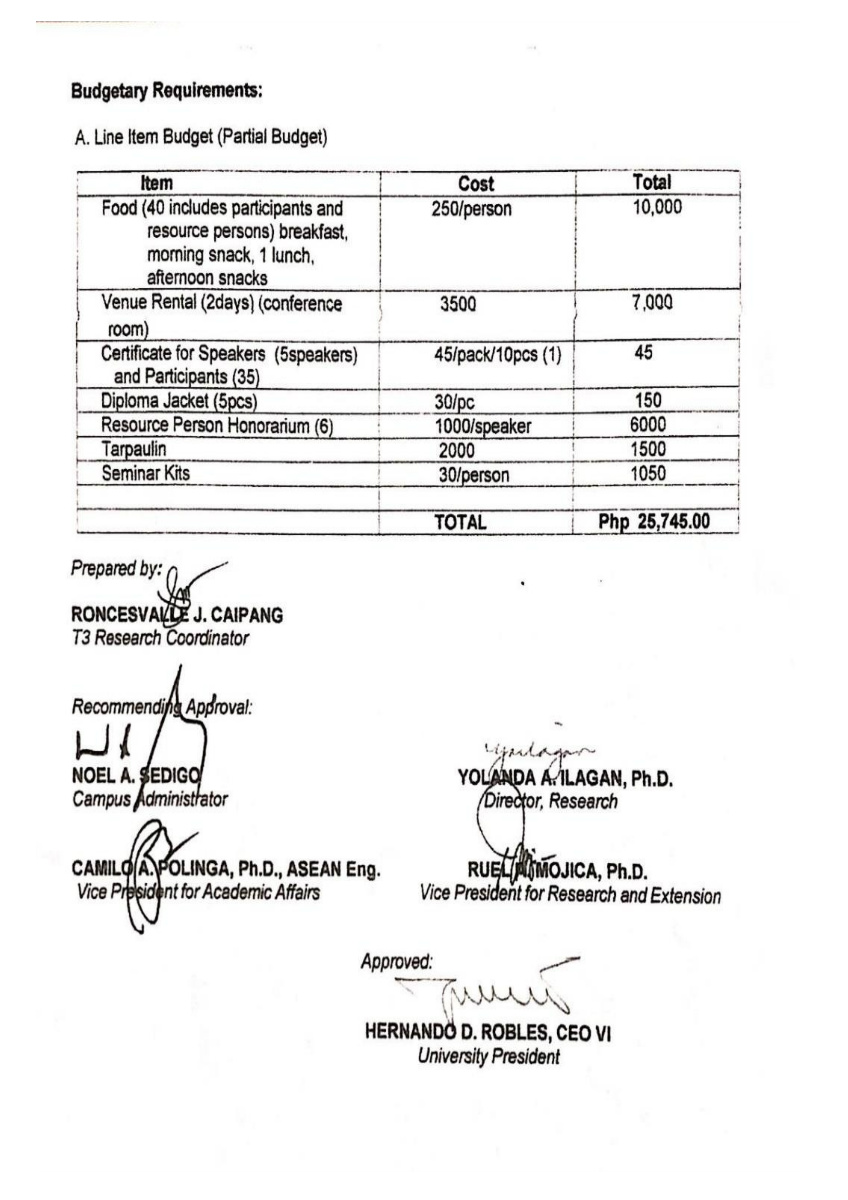 Budgetary Requirements:
A. Line Item Budget (Partial Budget)
Item Cost Total
Food (40 includes participants and 250/person 10,000
resource persons) breakfast,
morning snack, 1 lunch,
afternoon snacks
Venue Rental (2days) (conference 3500 7,000
room)
Certificate for Speakers (5speakers) 45/pack/10pcs (1) 45
and Participants (35)
Diploma Jacket (5pcs) 30/pc 150
Resource Person Honorarium (6) 1000/speaker 6000
Tarpaulin 2000 1500
Seminar Kits 30/person 1050
TOTAL Php 25,745.00
Prepared by:
RONCESVALLE J. CAIPANG
T3 Research Coordinator
Recommending Approval:
NOEL A. SEDIGO
Campus Administrator
YOLANDA A. ILAGAN, Ph.D.
Director, Research
CAMILO A. POLINGA, Ph.D., ASEAN Eng.
Vice President for Academic Affairs
RUEL M. MOJICA, Ph.D.
Vice President for Research and Extension
Approved:
HERNANDO D. ROBLES, CEO VI
University President